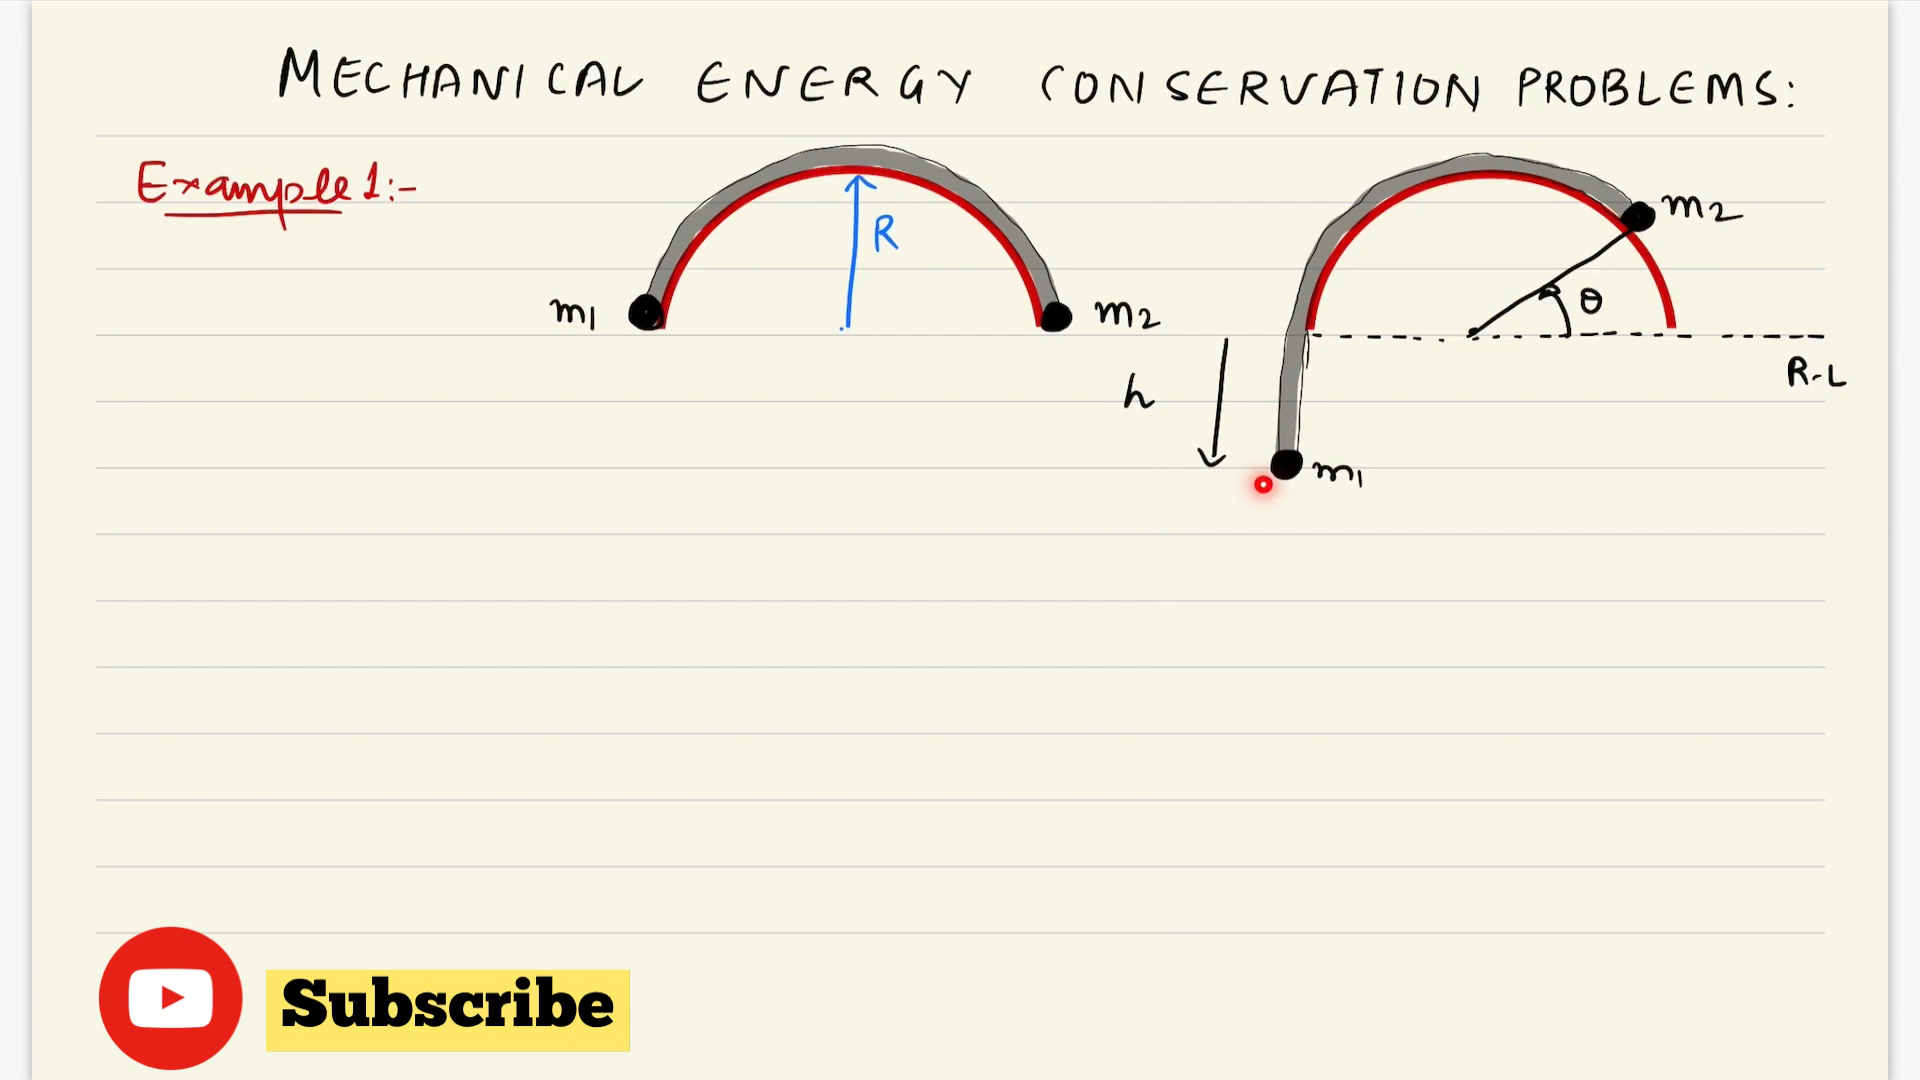 MECHANICAL ENERGY CONSERVATION PROBLEMS:
Example 1:-
R
m1
m2
m2
θ
R-L
h
m1
Subscribe